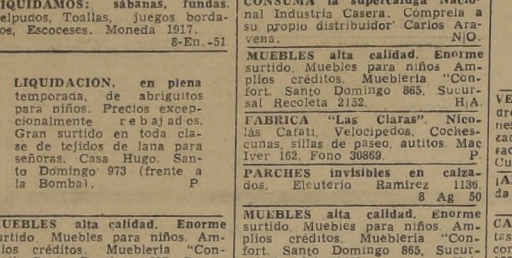 IQUIDAMOS: sábanas, fundas.
elpudos, Toallas, juegos borda-
os, Escoceses. Moneda 1917.
8-En.-51
LIQUIDACION, en plena
temporada, de abriguitos
para niños. Precios excep-
cionalmente rebajados.
Gran surtido en toda cla-
se de tejidos de lana para
señoras, Casa Hugo. San-
to Domingo 973 (frente a
la Bomba). P
UEBLES alta calidad. Enorme
urtido. Muebles para niños. Am-
lios créditos. Mueblería "Con-
CONSUMA la supercaluga Nacio-
nal Industria Casera. Cómprela a
su propio distribuidor Carlos Ara-
vena. N|O.
MUEBLES alta calidad. Enorme
surtido. Muebles para niños Am-
plios créditos. Mueblería "Con-
fort. Santo Domingo 865, Sucur-
sal Recoleta 2152. H|A.
FABRICA "Las Claras". Nico-
lás Cafati. Velocípedos, Coches-
cunas, sillas de paseo, autitos. Mac
Iver 162. Fono 30869. P.
PARCHES invisibles en calza-
dos. Eleuterio Ramírez 1136.
8 Ag 50
MUEBLES alta calidad. Enorme
surtido. Muebles para niños. Am-
plios créditos. Mueblería "Con-
fort. Santo Domingo 865, Sucur-